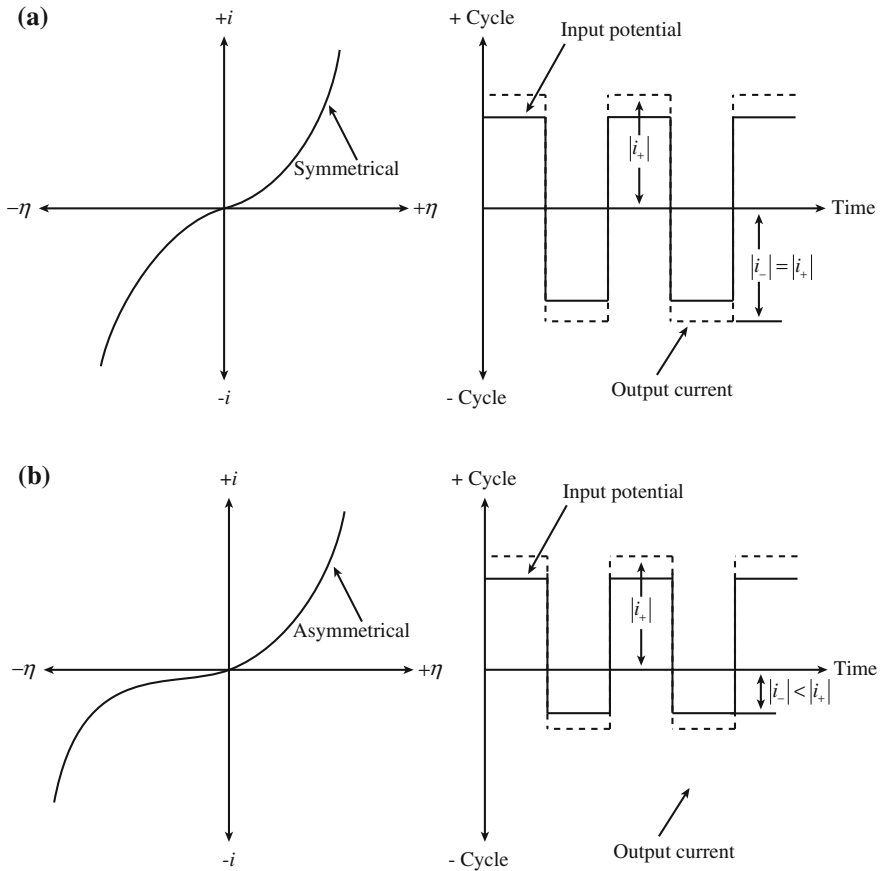 (a)
+i
Symmetrical
−η
+η
-i
+ Cycle
Input potential
|i₊|
Time
|i₋| = |i₊|
Output current
- Cycle
(b)
+i
Asymmetrical
−η
+η
-i
+ Cycle
Input potential
|i₊|
Time
|i₋| < |i₊|
Output current
- Cycle